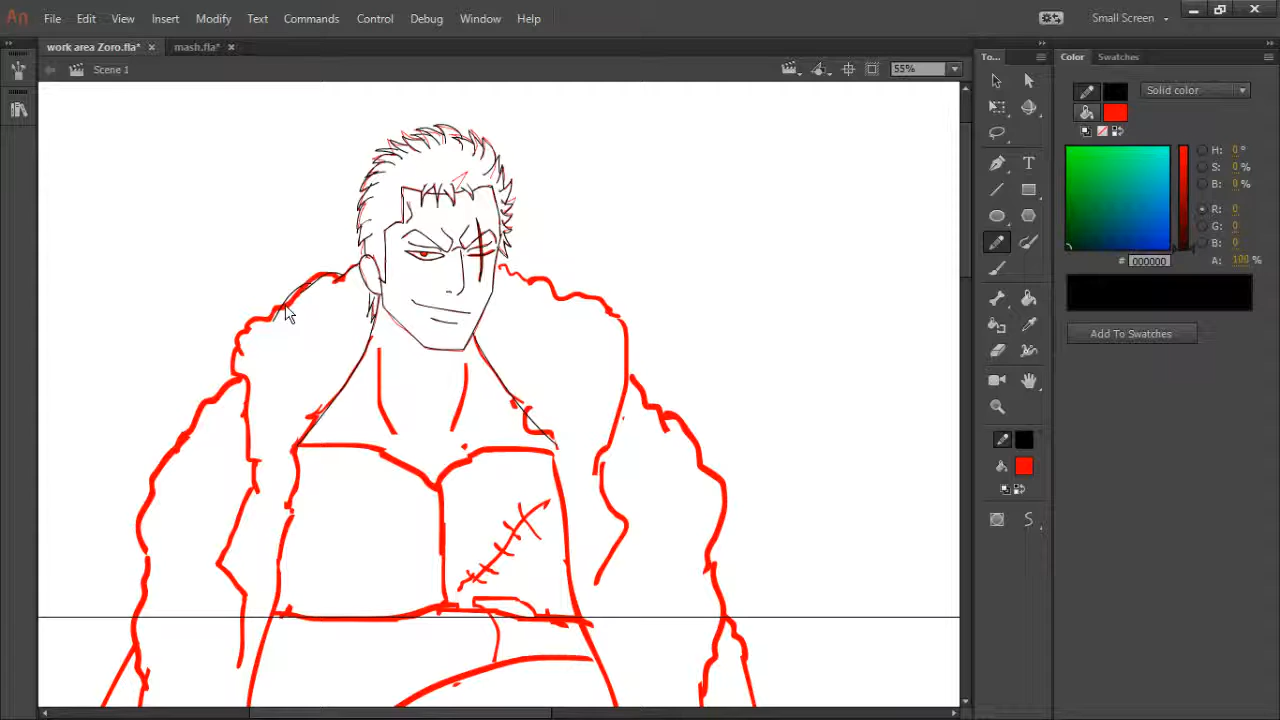 An File Edit View Insert Modify Text Commands Control Debug Window Help Small Screen
work area Zoro.fla* × mash.fla* ×
Scene 1 55%
To...
Color Swatches
Solid color
H: 0 °
S: 0 %
B: 0 %
R: 0
G: 0
B: 0
# 000000 A: 100 %
Add To Swatches